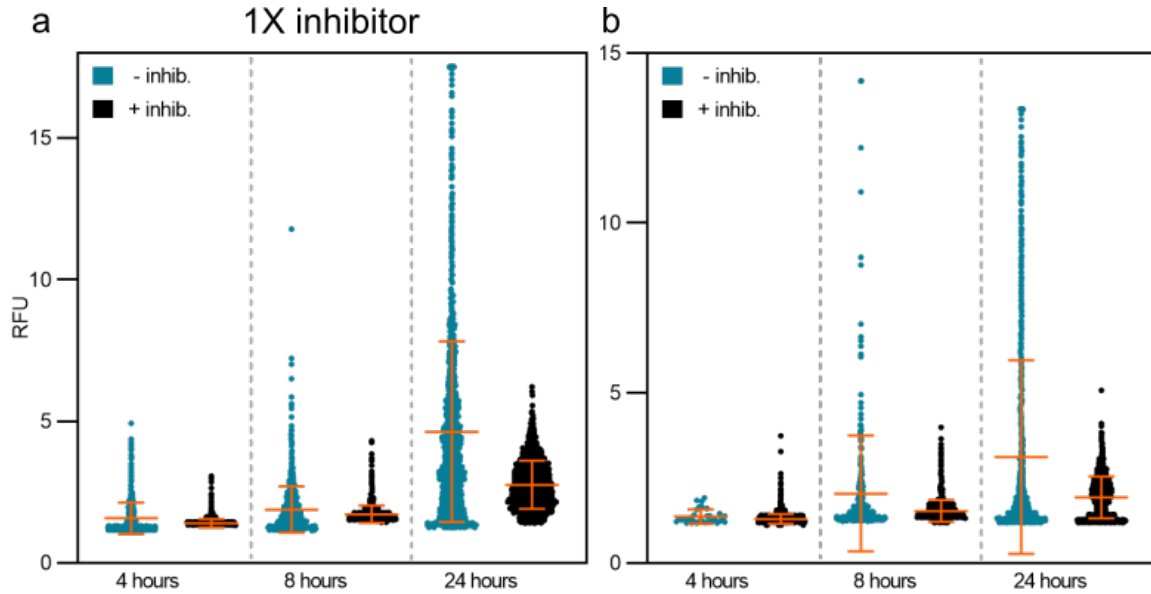 a
1X inhibitor
b
- inhib.
+ inhib.
15
10
5
0
RFU
4 hours
8 hours
24 hours
- inhib.
+ inhib.
15
10
5
0
4 hours
8 hours
24 hours